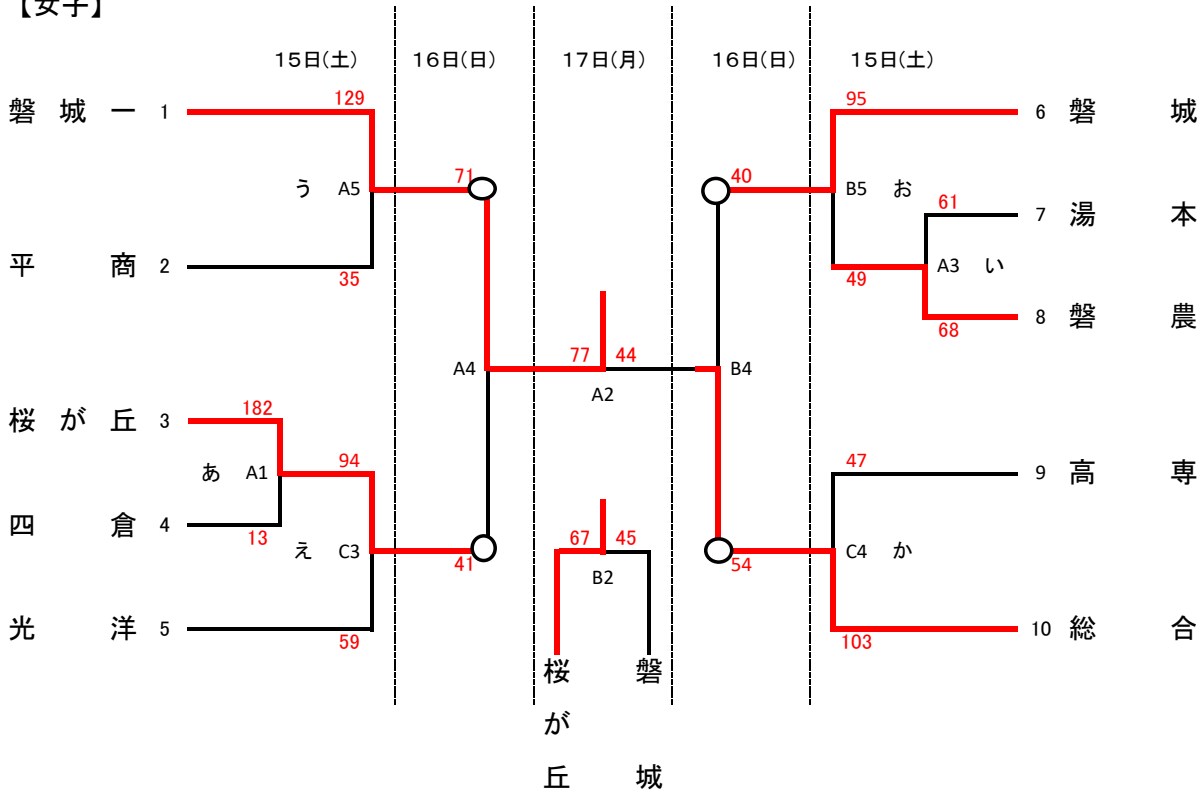 【女子】
15日(土) 16日(日) 17日(月) 16日(日) 15日(土)
磐城一 1 129 95 6 磐城
う A5 71 40 B5 お
61 7 湯本
平商 2 35 49 A3 い
68 8 磐農
A4 77 44 B4
A2
桜が丘 3 182
あ A1 94 47 9 高専
四倉 4 13
え C3 41 67 45 54 C4 か
B2
光洋 5 59 103 10 総合
桜が丘 磐城